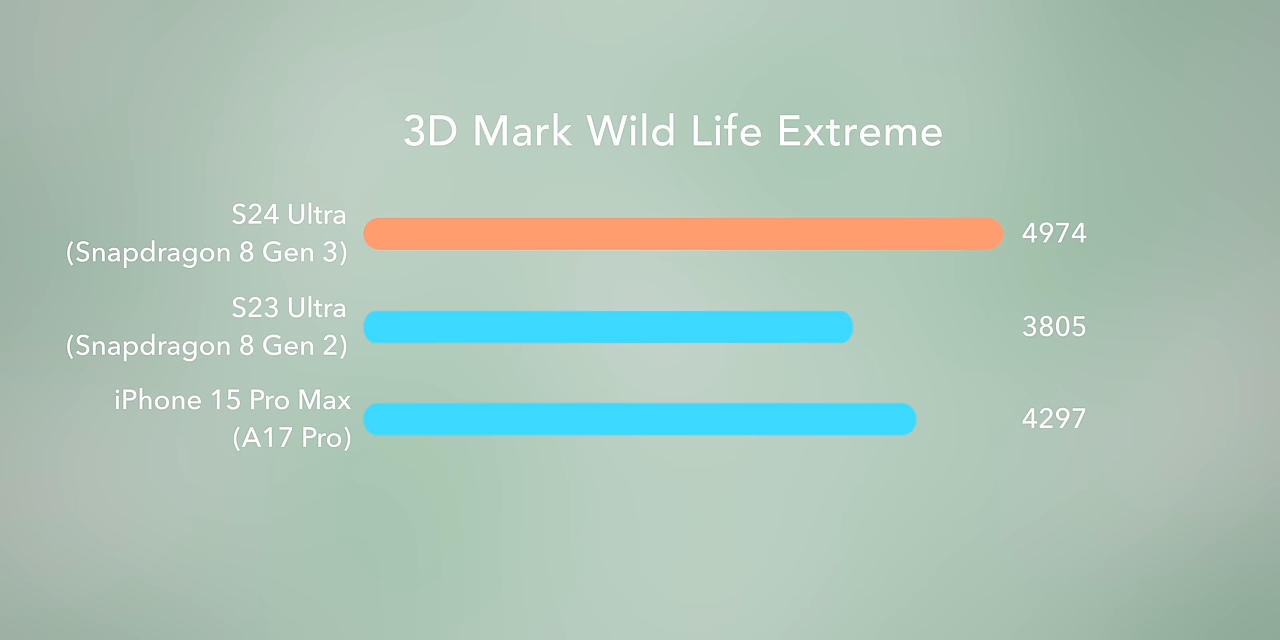 3D Mark Wild Life Extreme
S24 Ultra
(Snapdragon 8 Gen 3)
4974
S23 Ultra
(Snapdragon 8 Gen 2)
3805
iPhone 15 Pro Max
(A17 Pro)
4297